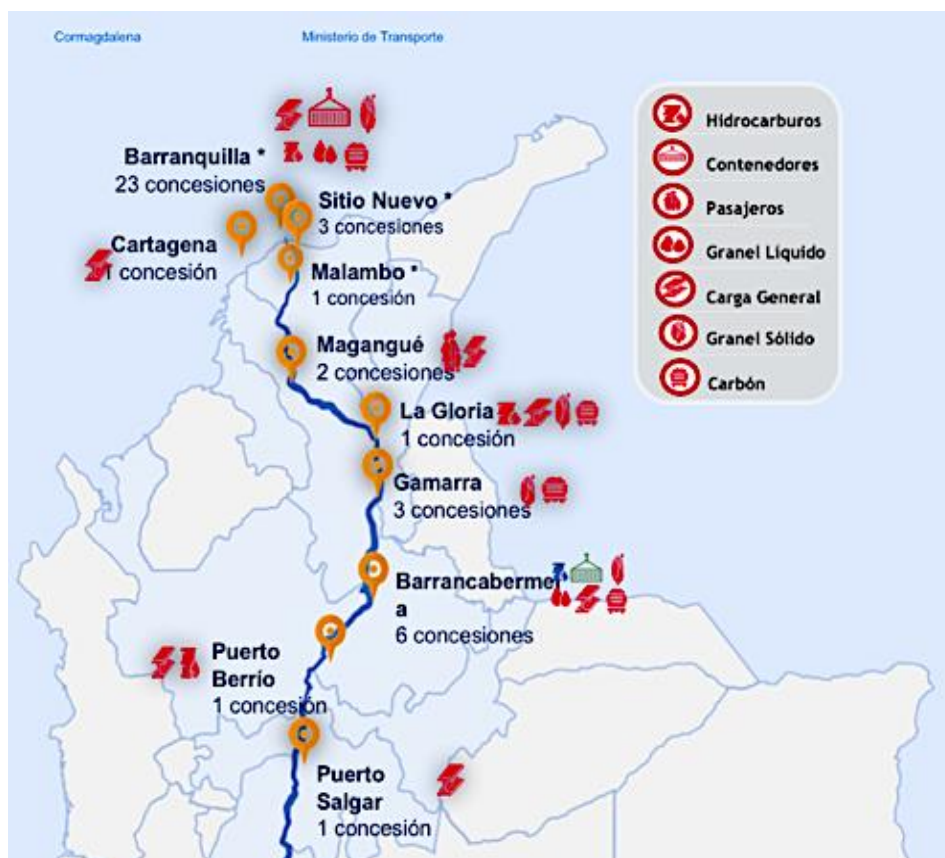 Cormagdalena
Ministerio de Transporte
Barranquilla *
23 concesiones
Sitio Nuevo *
3 concesiones
Cartagena
1 concesión
Malambo *
1 concesión
Magangué
2 concesiones
La Gloria
1 concesión
Gamarra
3 concesiones
Barrancabermej
a
6 concesiones
Puerto
Berrío
1 concesión
Puerto
Salgar
1 concesión
Hidrocarburos
Contenedores
Pasajeros
Granel Líquido
Carga General
Granel Sólido
Carbón